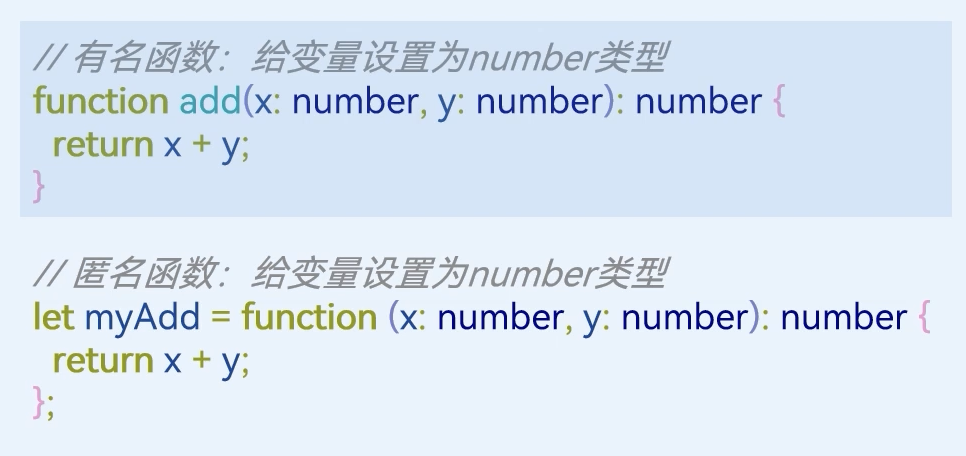 // 有名函数：给变量设置为number类型
function add(x: number, y: number): number {
  return x + y;
}
// 匿名函数：给变量设置为number类型
let myAdd = function (x: number, y: number): number {
  return x + y;
};